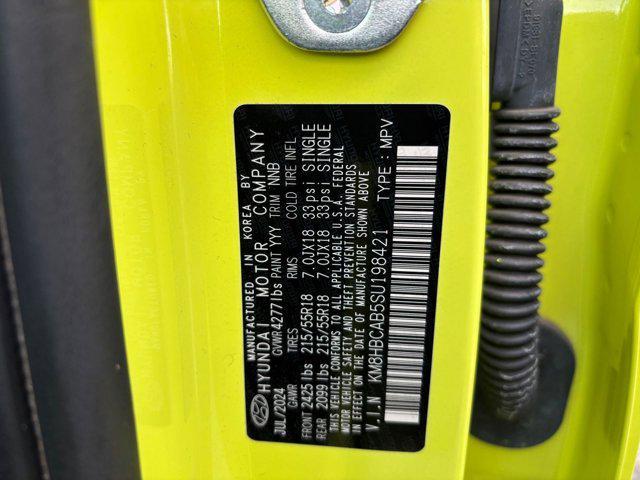 MANUFACTURED IN KOREA BY
HYUNDAI MOTOR COMPANY
JUL/2024 GVWR 4277lbs PAINT YYY TRIM NNB
GAWR TIRES RIMS COLD TIRE INFL
FRONT 2425 lbs 215/55R18 7.0JX18 33psi SINGLE
REAR 2099 lbs 215/55R18 7.0JX18 33psi SINGLE
THIS VEHICLE CONFORMS TO ALL APPLICABLE U.S.A. FEDERAL
MOTOR VEHICLE SAFETY AND THEFT PREVENTION STANDARDS
IN EFFECT ON THE DATE OF MANUFACTURE SHOWN ABOVE
V.I.N KM8HBCAB5SU198421 TYPE : MPV